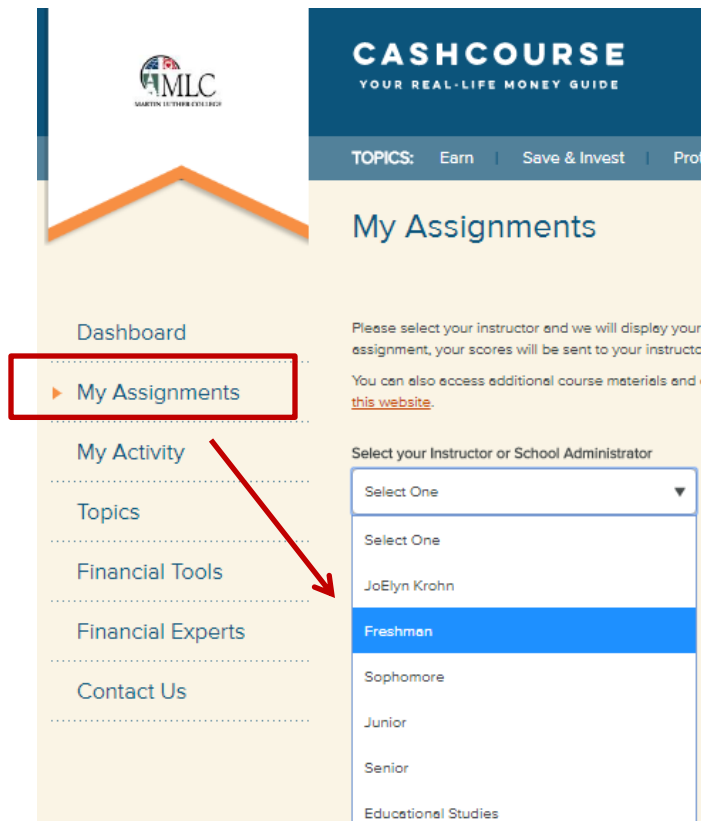 MLC
MARTIN LUTHER COLLEGE
CASHCOURSE
YOUR REAL-LIFE MONEY GUIDE
TOPICS: Earn | Save & Invest | Pro
My Assignments
Dashboard
My Assignments
My Activity
Topics
Financial Tools
Financial Experts
Contact Us
Please select your instructor and we will display your
assignment, your scores will be sent to your instructo
You can also access additional course materials and
this website.
Select your Instructor or School Administrator
Select One
Select One
JoElyn Krohn
Freshman
Sophomore
Junior
Senior
Educational Studies